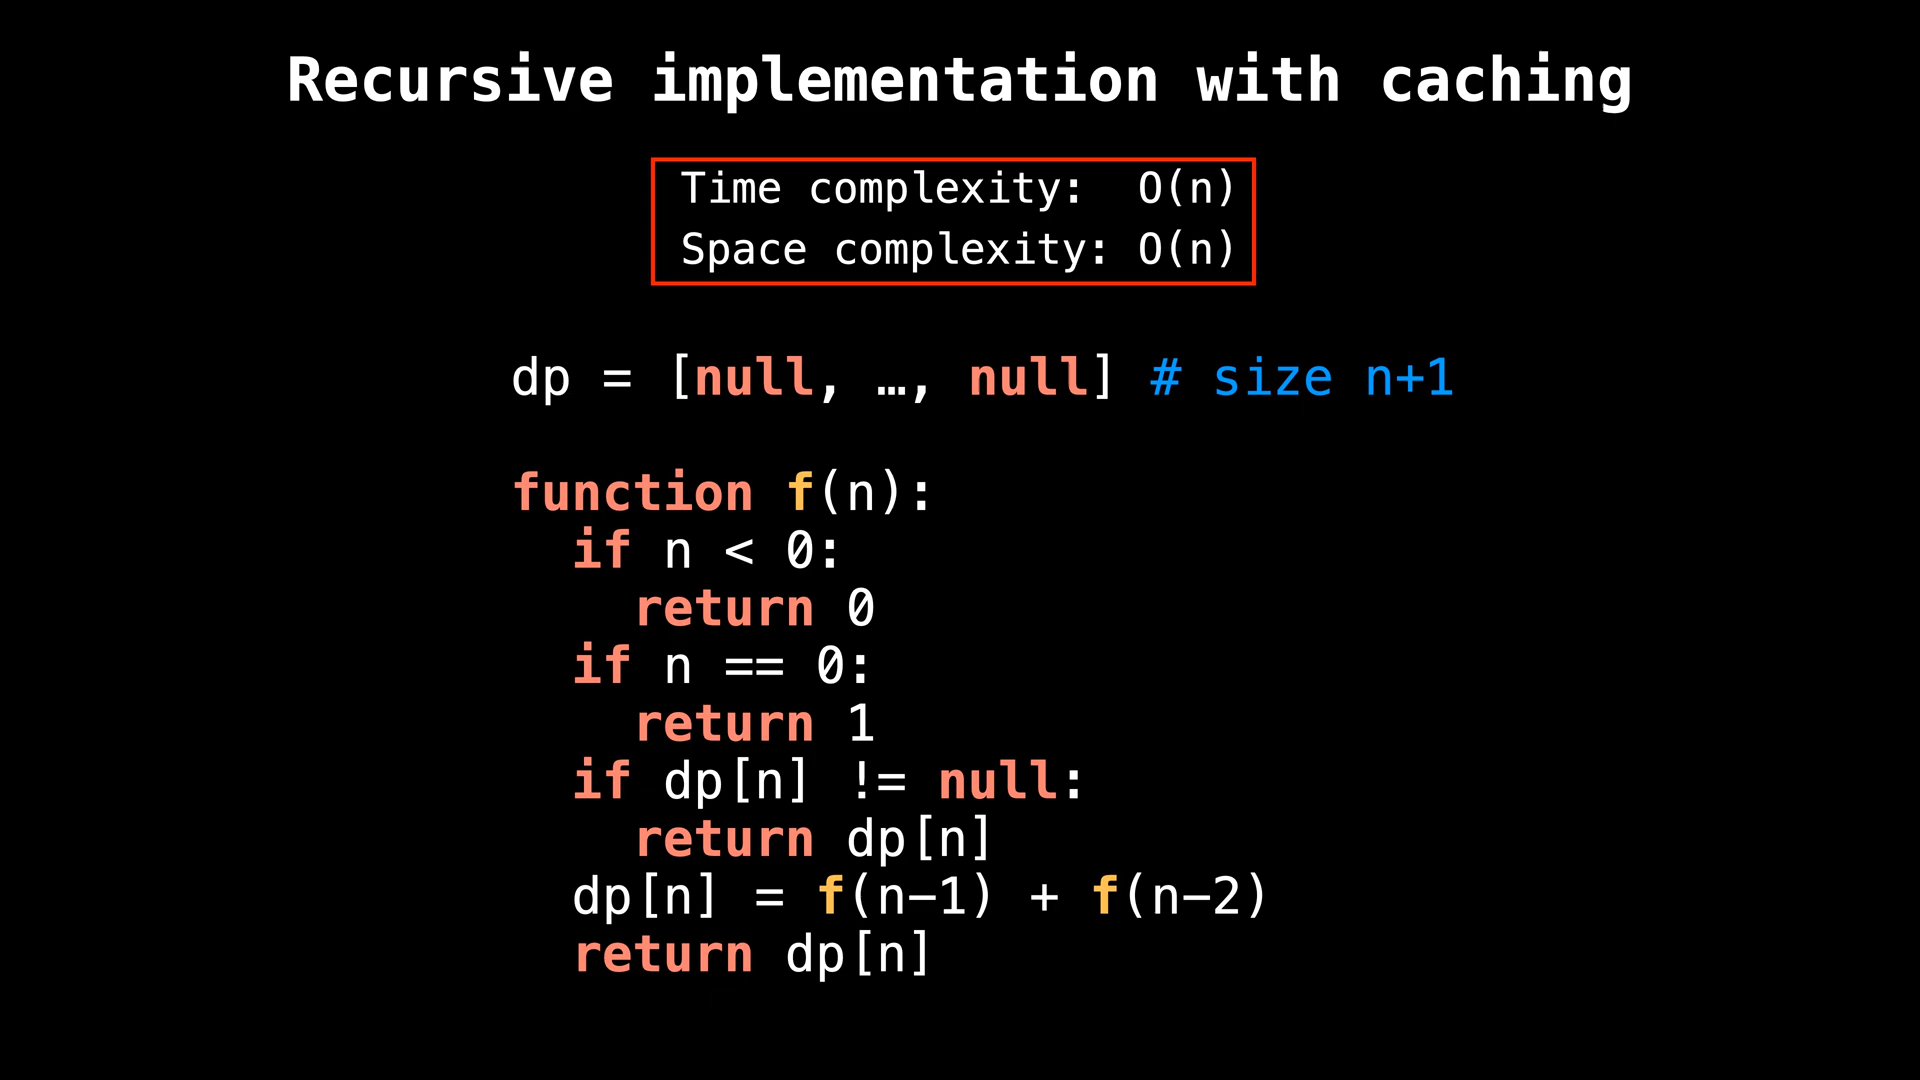 Recursive implementation with caching
Time complexity:  O(n)
Space complexity: O(n)
dp = [null, …, null] # size n+1
function f(n):
  if n < 0:
    return 0
  if n == 0:
    return 1
  if dp[n] != null:
    return dp[n]
  dp[n] = f(n−1) + f(n−2)
  return dp[n]